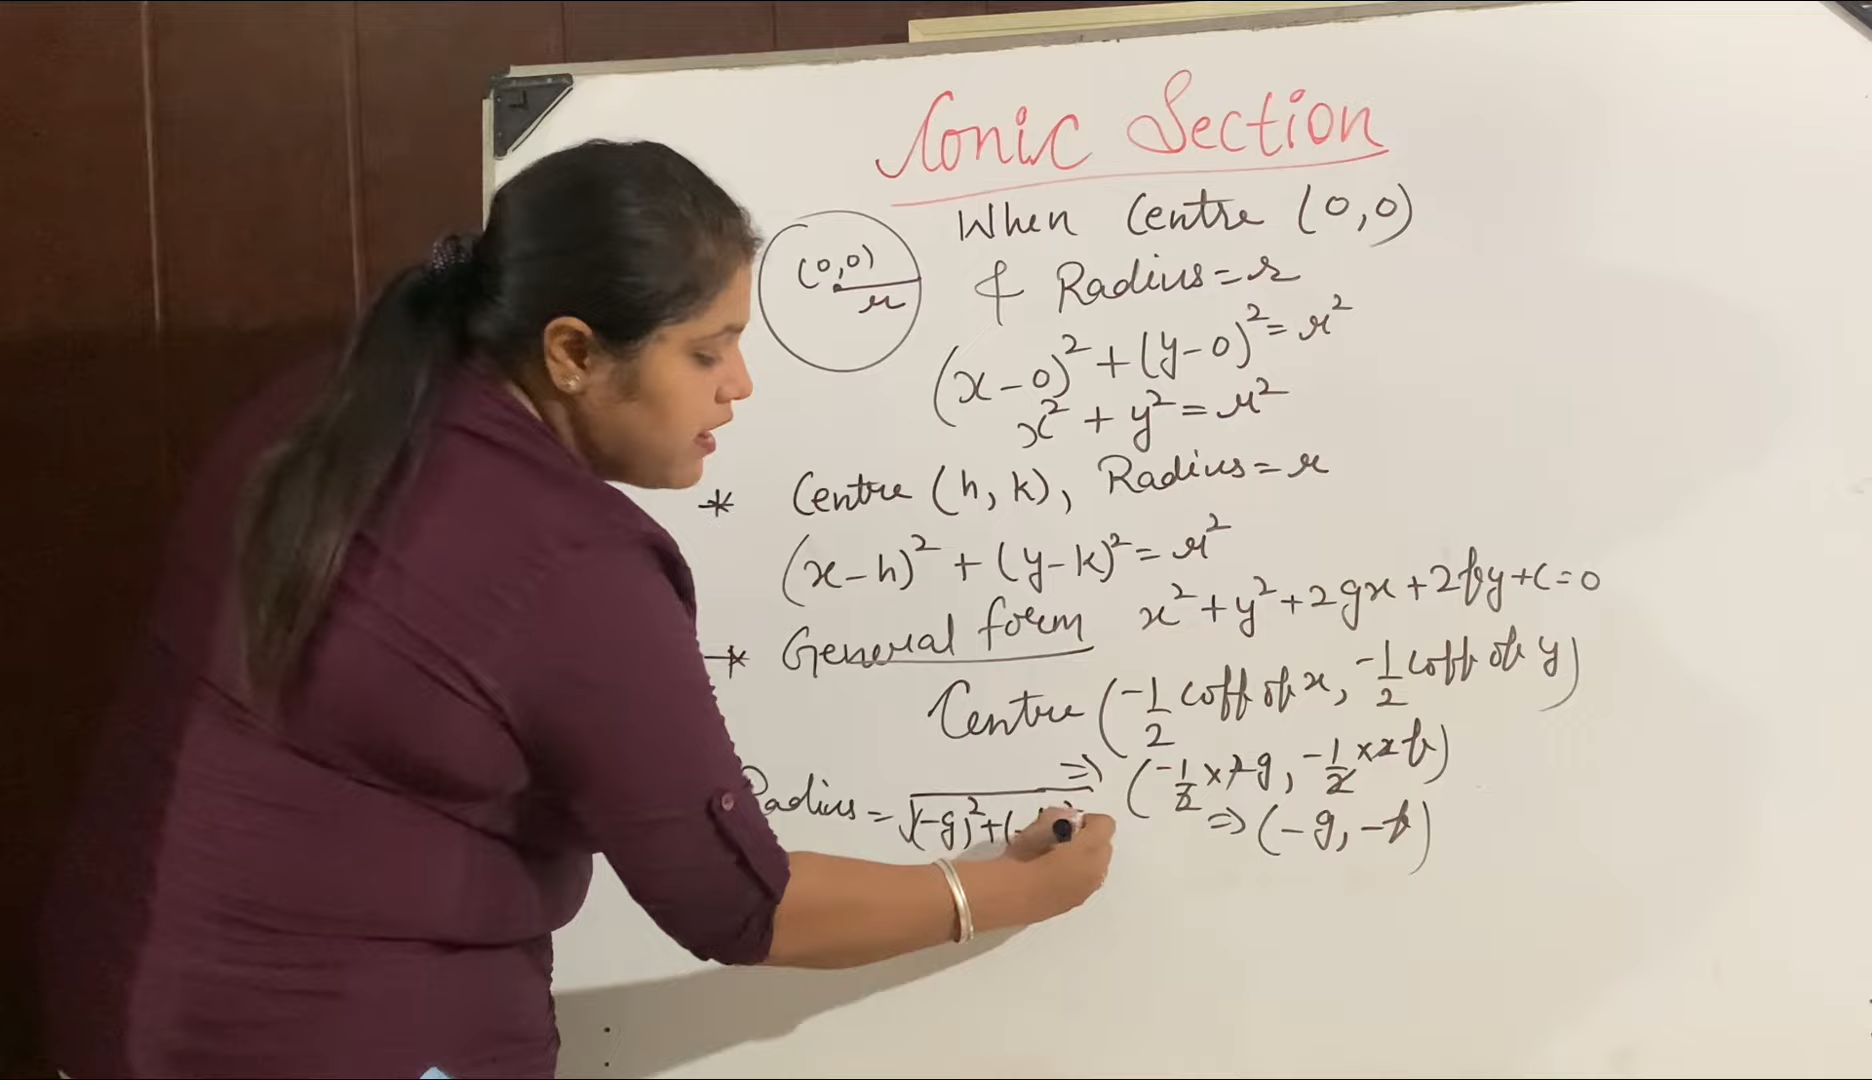 Conic Section
When Centre (0,0)
(0,0)
r
& Radius = r
(x-0)² + (y-0)² = r²
x² + y² = r²
* Centre (h, k), Radius = r
(x-h)² + (y-k)² = r²
* General form x² + y² + 2gx + 2fy + c = 0
Centre (-1/2 coff of x, -1/2 coff of y)
=> (-1/2 × 2g, -1/2 × 2f)
=> (-g, -f)
Radius = √(-g)² + (-